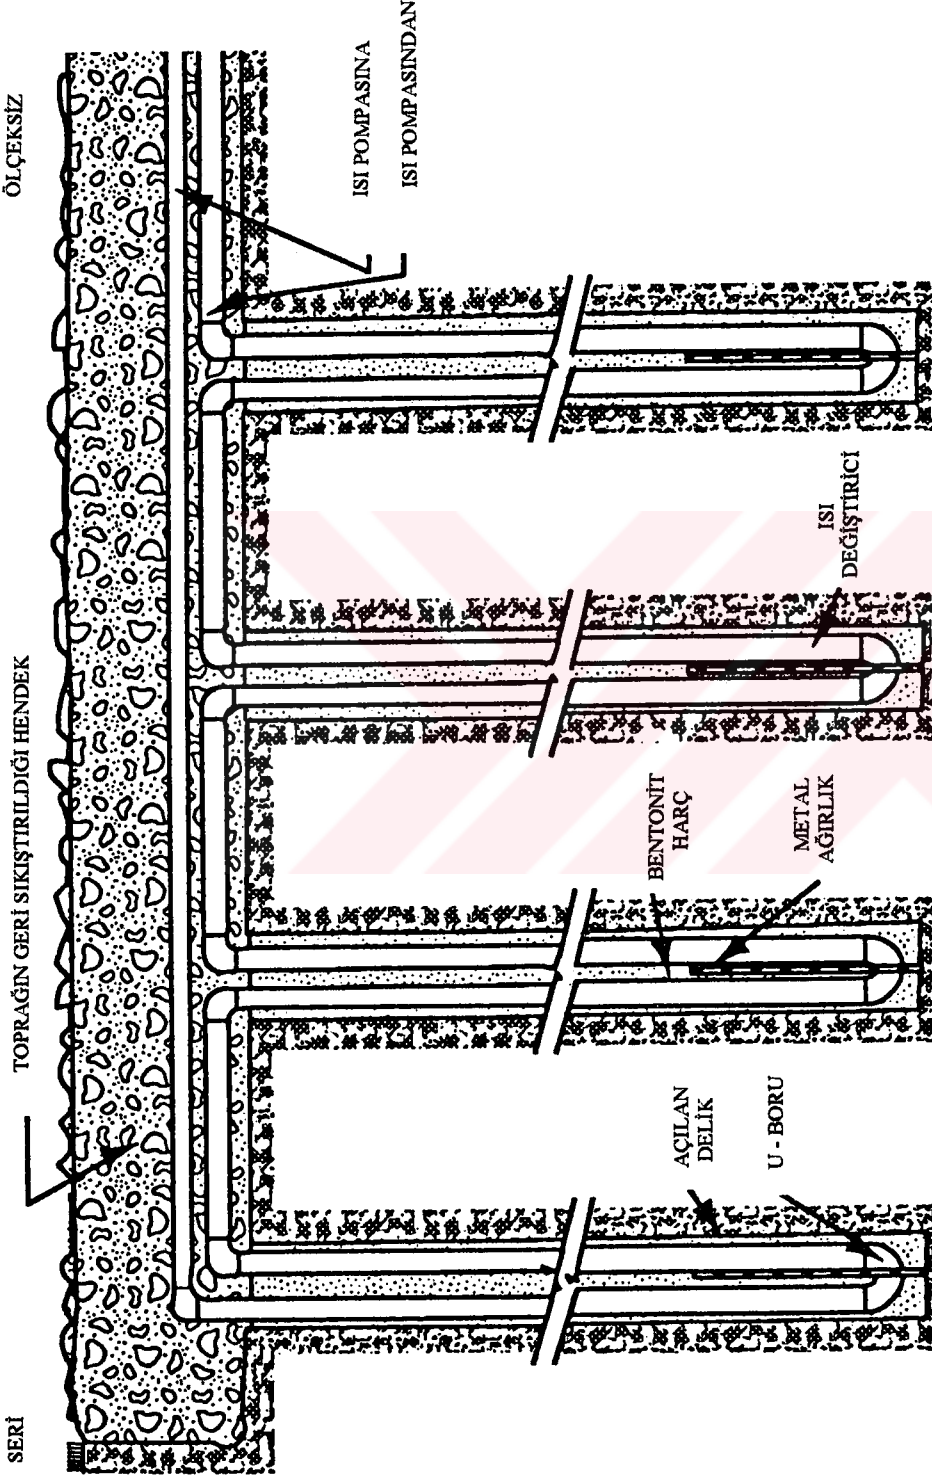 SERİ
ÖLÇEKSİZ
TOPRAĞIN GERİ SIKIŞTIRILDIĞI HENDEK
ISI POMPASINA
ISI POMPASINDAN
AÇILAN
DELİK
U - BORU
BENTONİT
HARÇ
METAL
AĞIRLIK
ISI
DEĞİŞTİRİCİ